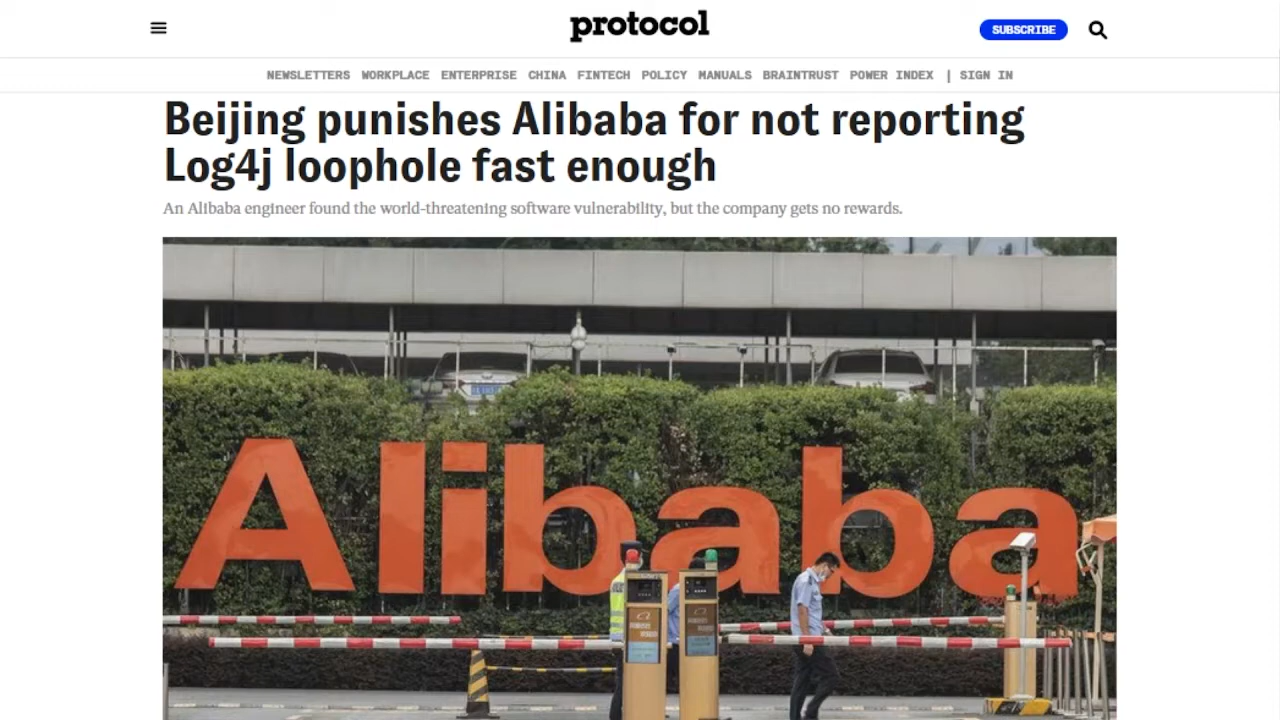 protocol
SUBSCRIBE
NEWSLETTERS WORKPLACE ENTERPRISE CHINA FINTECH POLICY MANUALS BRAINTRUST POWER INDEX | SIGN IN
Beijing punishes Alibaba for not reporting
Log4j loophole fast enough
An Alibaba engineer found the world-threatening software vulnerability, but the company gets no rewards.
Alibaba